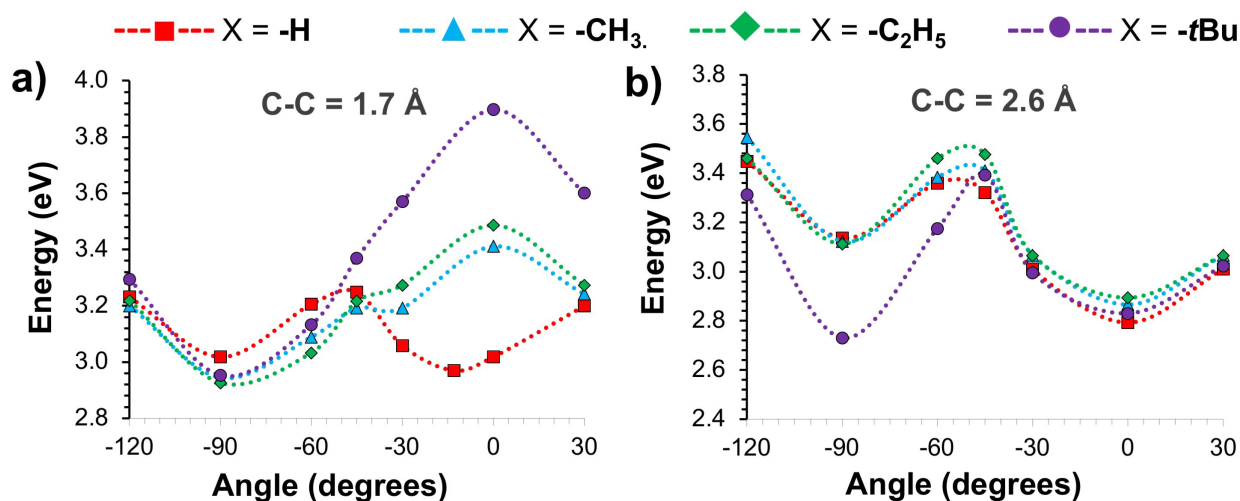 X = -H X = -CH₃. X = -C₂H₅ X = -tBu
a)
C-C = 1.7 Å
Energy (eV)
4.0
3.8
3.6
3.4
3.2
3.0
2.8
-120 -90 -60 -30 0 30
Angle (degrees)
b)
C-C = 2.6 Å
Energy (eV)
3.8
3.6
3.4
3.2
3.0
2.8
2.6
2.4
-120 -90 -60 -30 0 30
Angle (degrees)